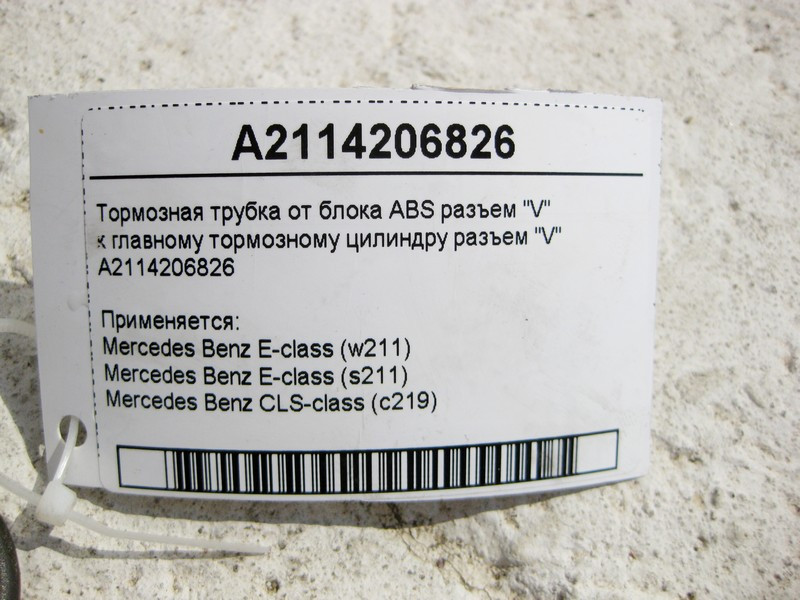 A2114206826
Тормозная трубка от блока ABS разъем "V"
к главному тормозному цилиндру разъем "V"
A2114206826
Применяется:
Mercedes Benz E-class (w211)
Mercedes Benz E-class (s211)
Mercedes Benz CLS-class (c219)